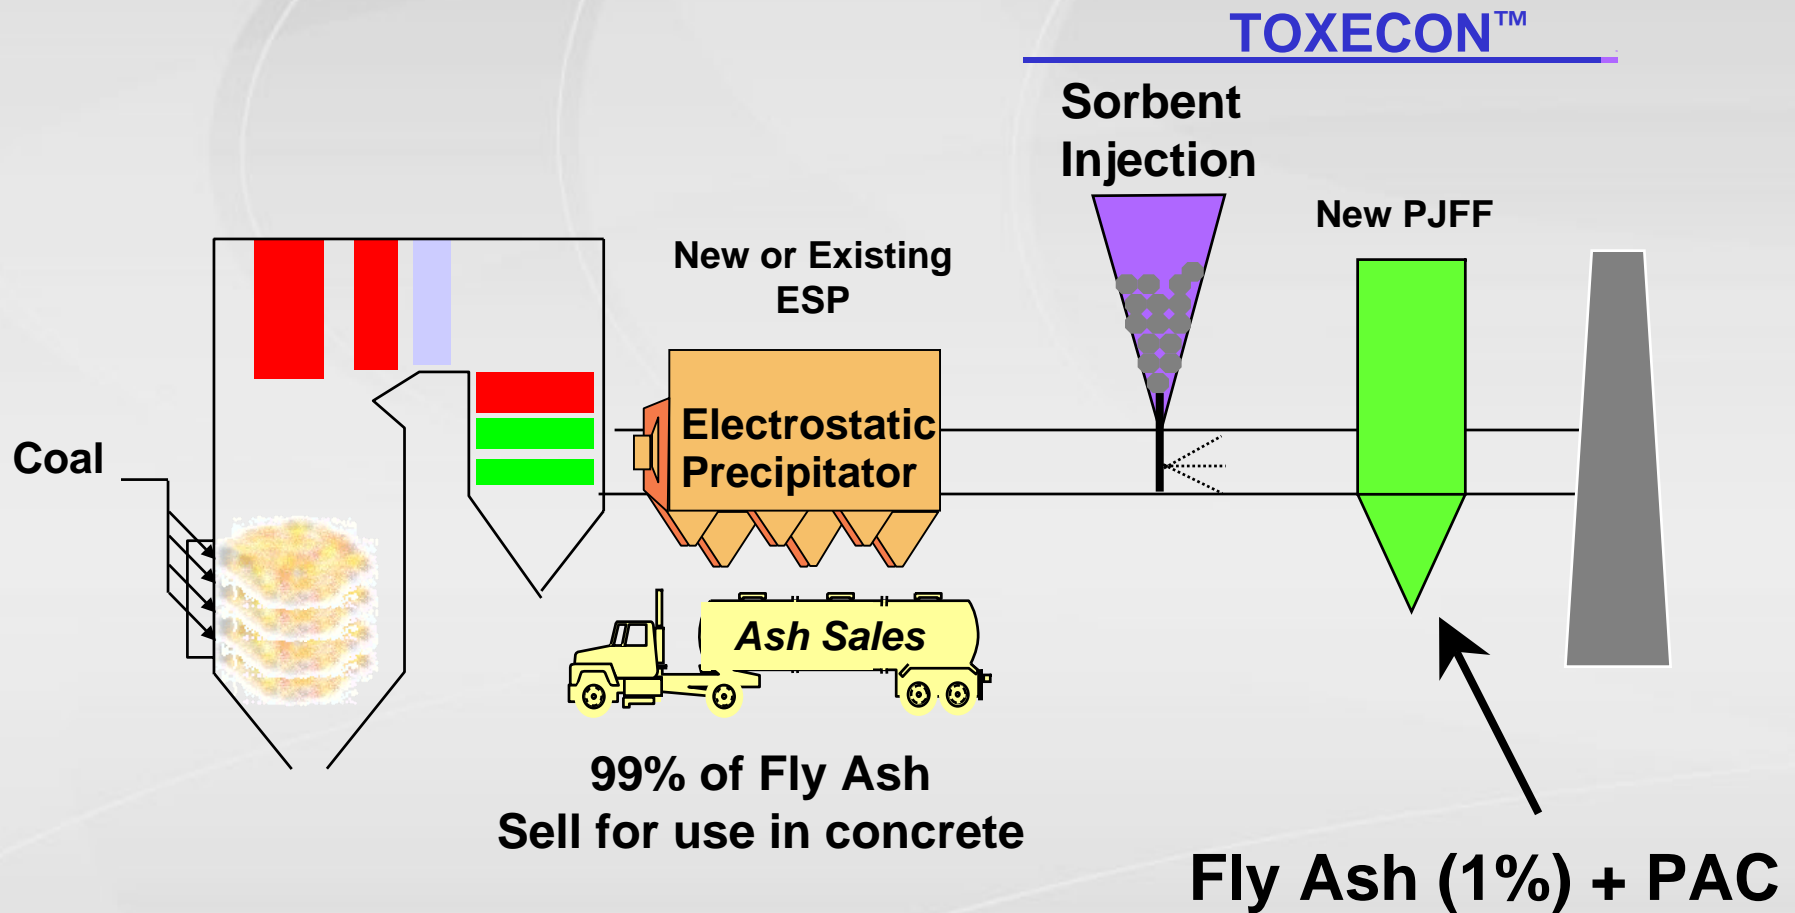 TOXECON™
Sorbent
Injection
New PJFF
New or Existing
ESP
Electrostatic
Precipitator
Coal
Ash Sales
99% of Fly Ash
Sell for use in concrete
Fly Ash (1%) + PAC